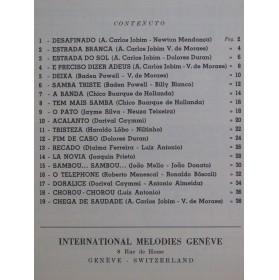 CONTENUTO
1 - DESAFINADO (A. Carlos Jobim - Newton Mendonça) Pag. 2
2 - ESTRADA BRANCA (A. Carlos Jobim - V. de Moraes) » 4
3 - ESTRADA DO SOL (A. Carlos Jobim - Dolores Duran) » 6
4 - E PRECISO DIZER ADEUS (A. Carlos Jobim - V. de Moraes) » 8
5 - DEIXA (Baden Powell - V. de Moraes) » 10
6 - SAMBA TRISTE (Baden Powell - Billy Blanco) » 12
7 - A BANDA (Chico Buarque de Hollanda) » 14
8 - TEM MAIS SAMBA (Chico Buarque de Hollanda) » 16
9 - O PATO (Jayme Silva - Neuza Teixeira) » 18
10 - ACALANTO (Dorival Caymmi) » 20
11 - TRISTEZA (Haroldo Lôbo - Niltinho) » 22
12 - FIM DE CASO (Dolores Duran) » 24
13 - RECADO (Djalma Ferreira - Luis Antonio) » 26
14 - LA NOVIA (Joaquin Prieto) » 28
15 - SAMBOU... SAMBOU... (João Mello - João Donato) » 30
16 - O TELEPHONE (Roberto Menescal - Ronaldo Bôscoli) » 32
17 - DORALICE (Dorival Caymmi - Antonio Almeida) » 34
18 - CHOROU - CHOROU (Luis Antonio) » 36
19 - CHEGA DE SAUDADE (A. Carlos Jobim - V. de Moraes) » 38
INTERNATIONAL MELODIES GENÈVE
8 Rue de Hesse
GENÈVE - SWITZERLAND